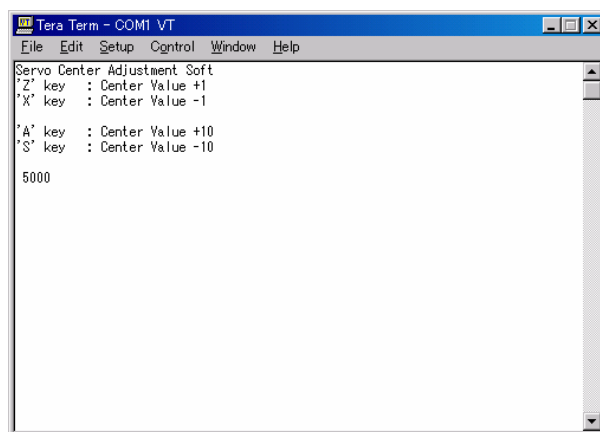 Tera Term - COM1 VT
File Edit Setup Control Window Help
Servo Center Adjustment Soft
'Z' key : Center Value +1
'X' key : Center Value -1
'A' key : Center Value +10
'S' key : Center Value -10
5000